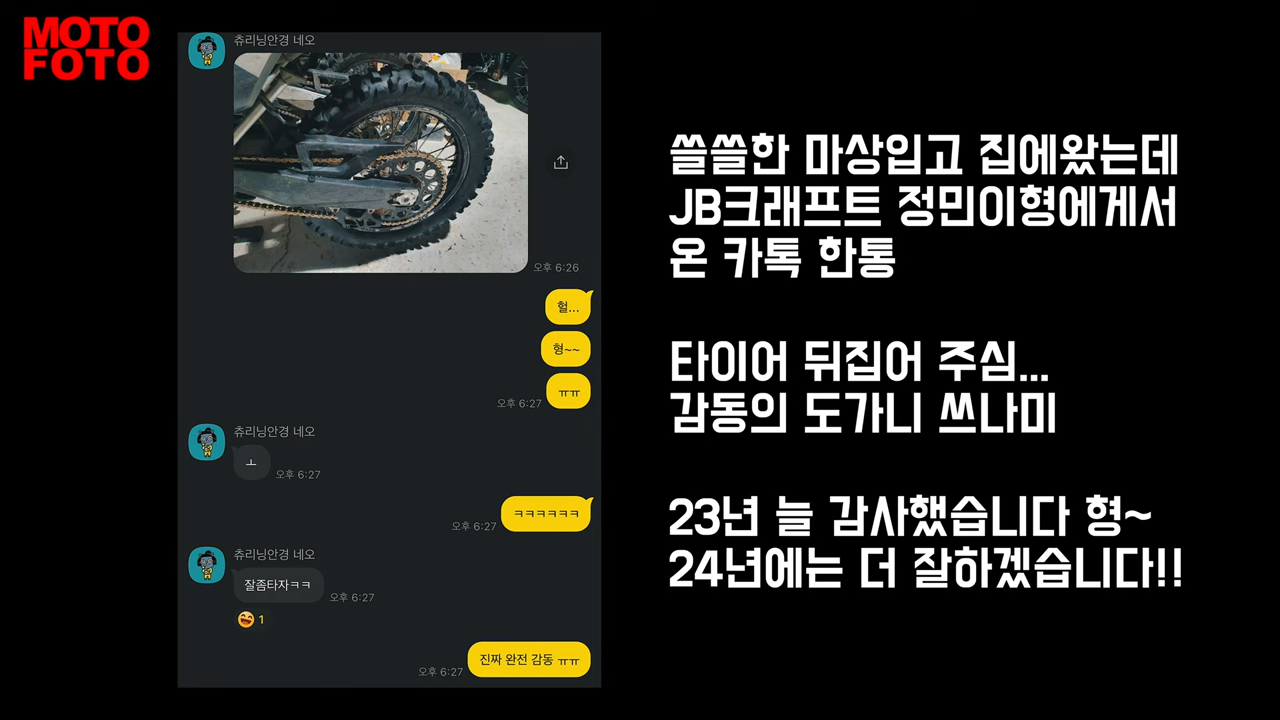 MOTO
FOTO
츄리닝안경 네오
오후 6:26
헐...
형~~
ㅠㅠ
오후 6:27
츄리닝안경 네오
ㅗ
오후 6:27
ㅋㅋㅋㅋㅋㅋ
오후 6:27
츄리닝안경 네오
잘좀타자ㅋㅋ
오후 6:27
1
진짜 완전 감동 ㅠㅠ
오후 6:27
쓸쓸한 마상입고 집에왔는데
JB크래프트 정민이형에게서
온 카톡 한통
타이어 뒤집어 주심...
감동의 도가니 쓰나미
23년 늘 감사했습니다 형~
24년에는 더 잘하겠습니다!!